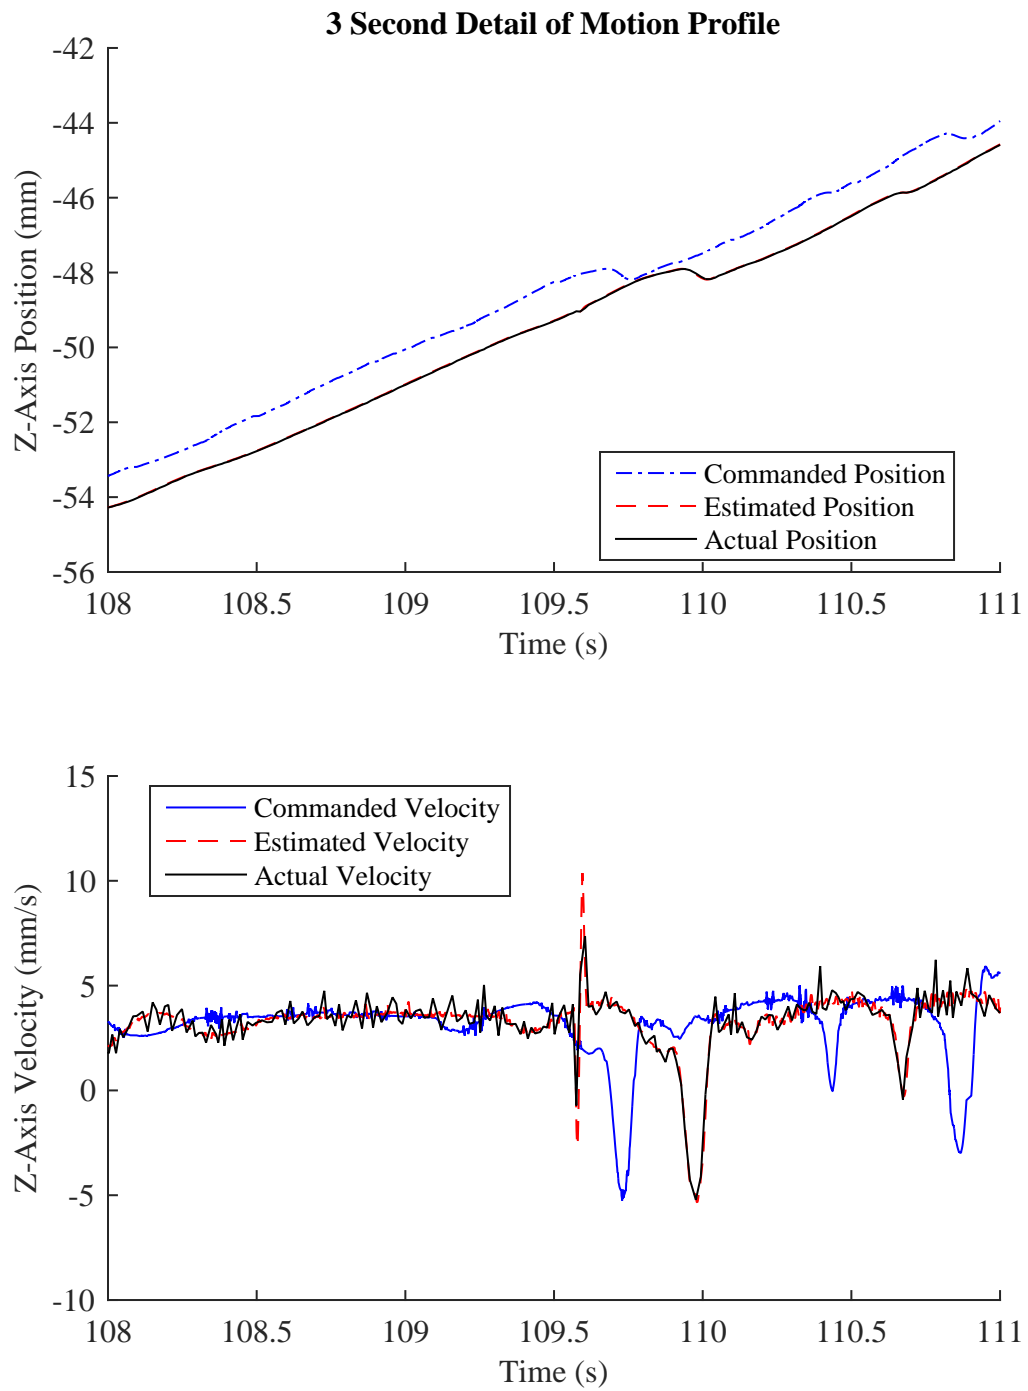 3 Second Detail of Motion Profile
-42
-44
-46
-48
-50
-52
-54
-56
Z-Axis Position (mm)
Commanded Position
Estimated Position
Actual Position
108 108.5 109 109.5 110 110.5 111
Time (s)
15
10
5
0
-5
-10
Z-Axis Velocity (mm/s)
Commanded Velocity
Estimated Velocity
Actual Velocity
108 108.5 109 109.5 110 110.5 111
Time (s)